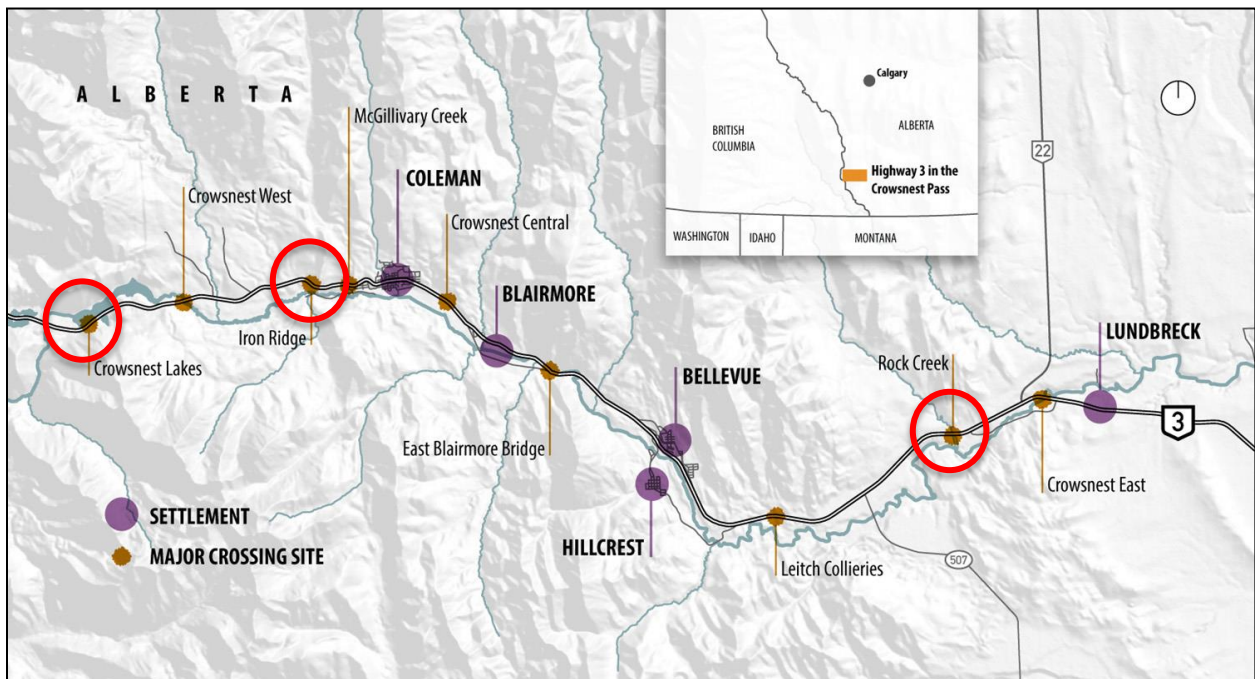 ALBERTA
McGillivary Creek
COLEMAN
Crowsnest West
Crowsnest Central
BLAIRMORE
Iron Ridge
Crowsnest Lakes
East Blairmore Bridge
BELLEVUE
HILLCREST
Leitch Collieries
Rock Creek
LUNDBRECK
Crowsnest East
22
3
507
SETTLEMENT
MAJOR CROSSING SITE
Calgary
BRITISH
COLUMBIA
ALBERTA
Highway 3 in the
Crowsnest Pass
WASHINGTON
IDAHO
MONTANA